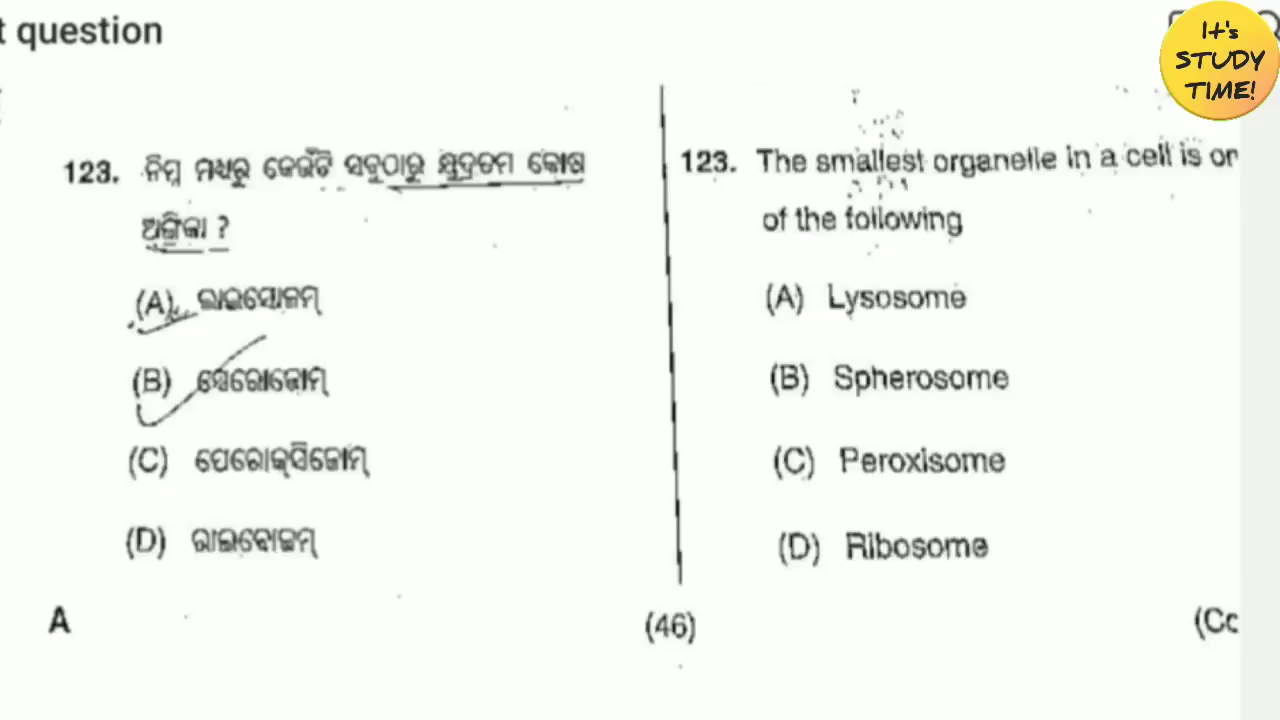 t question
It's
STUDY
TIME!
123. ନିମ୍ନ ମଧ୍ୟରୁ କେଉଁଟି ସବୁଠାରୁ କ୍ଷୁଦ୍ରତମ କୋଷ
ଅଙ୍ଗିକା ?
(A) ଲାଇସୋଜମ୍
(B) ସ୍ପେରୋଜୋମ୍
(C) ପେରୋକ୍ସିଜୋମ୍
(D) ରାଇବୋଜମ୍
A
123. The smallest organelle in a cell is on
of the following
(A) Lysosome
(B) Spherosome
(C) Peroxisome
(D) Ribosome
(46)
(Co